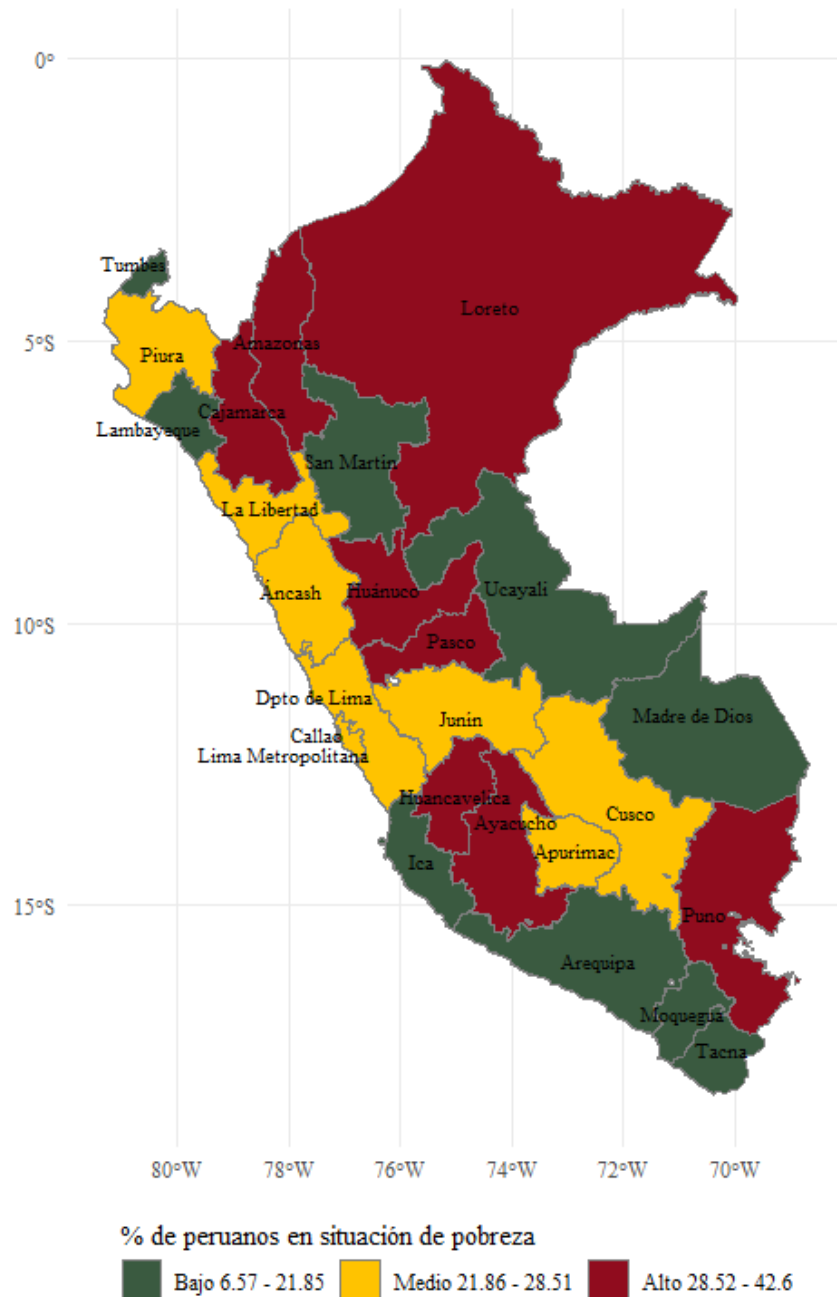 0°
Tumbes
Loreto
5°S
Amazonas
Piura
Cajamarca
Lambayeque
San Martin
La Libertad
Áncash
Huánuco
Ucayali
10°S
Pasco
Dpto de Lima
Junin
Madre de Dios
Callao
Lima Metropolitana
Huancavelica
Cusco
Ayacucho
Apurimac
Ica
15°S
Puno
Arequipa
Moquegua
Tacna
80°W 78°W 76°W 74°W 72°W 70°W
% de peruanos en situación de pobreza
Bajo 6.57 - 21.85 Medio 21.86 - 28.51 Alto 28.52 - 42.6